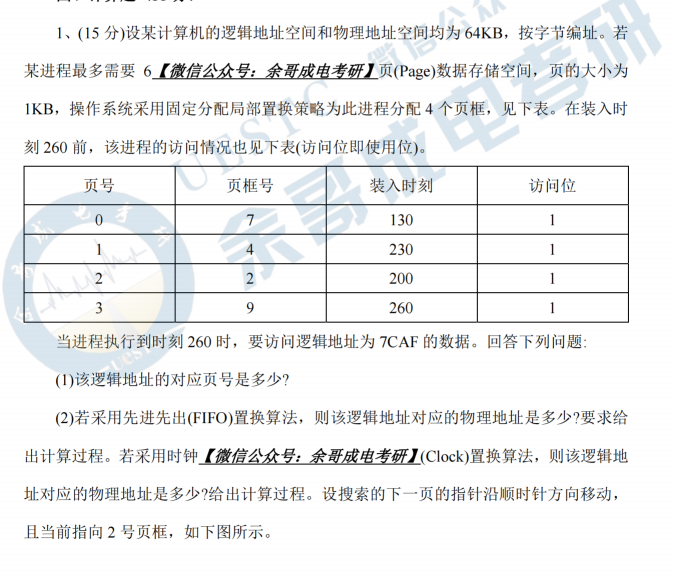 1、(15 分)设某计算机的逻辑地址空间和物理地址空间均为 64KB，按字节编址。若
某进程最多需要 6【微信公众号：余哥成电考研】页(Page)数据存储空间，页的大小为
1KB，操作系统采用固定分配局部置换策略为此进程分配 4 个页框，见下表。在装入时
刻 260 前，该进程的访问情况也见下表(访问位即使用位)。
页号 页框号 装入时刻 访问位
0 7 130 1
1 4 230 1
2 2 200 1
3 9 260 1
当进程执行到时刻 260 时，要访问逻辑地址为 7CAF 的数据。回答下列问题:
(1)该逻辑地址的对应页号是多少?
(2)若采用先进先出(FIFO)置换算法，则该逻辑地址对应的物理地址是多少?要求给
出计算过程。若采用时钟【微信公众号：余哥成电考研】(Clock)置换算法，则该逻辑地
址对应的物理地址是多少?给出计算过程。设搜索的下一页的指针沿顺时针方向移动，
且当前指向 2 号页框，如下图所示。
微信公众
UESTC
余哥成电考研